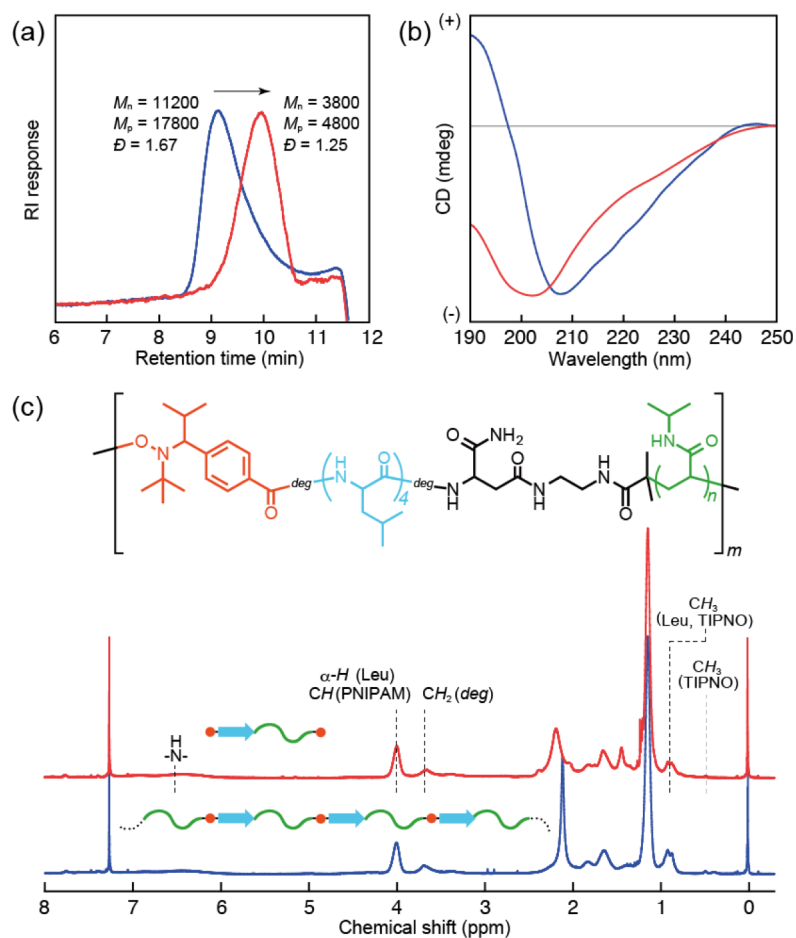 (a)
Mn = 11200
Mp = 17800
Đ = 1.67
Mn = 3800
Mp = 4800
Đ = 1.25
RI response
6 7 8 9 10 11 12
Retention time (min)
(b)
(+)
CD (mdeg)
(-)
190 200 210 220 230 240 250
Wavelength (nm)
(c)
O
N
O
deg
H
N
O
4
deg
N
H
O
NH2
O
N
H
H
N
O
HN
O
n
m
CH3
(Leu, TIPNO)
CH3
(TIPNO)
α-H (Leu)
CH(PNIPAM)
CH2(deg)
H
-N-
8 7 6 5 4 3 2 1 0
Chemical shift (ppm)